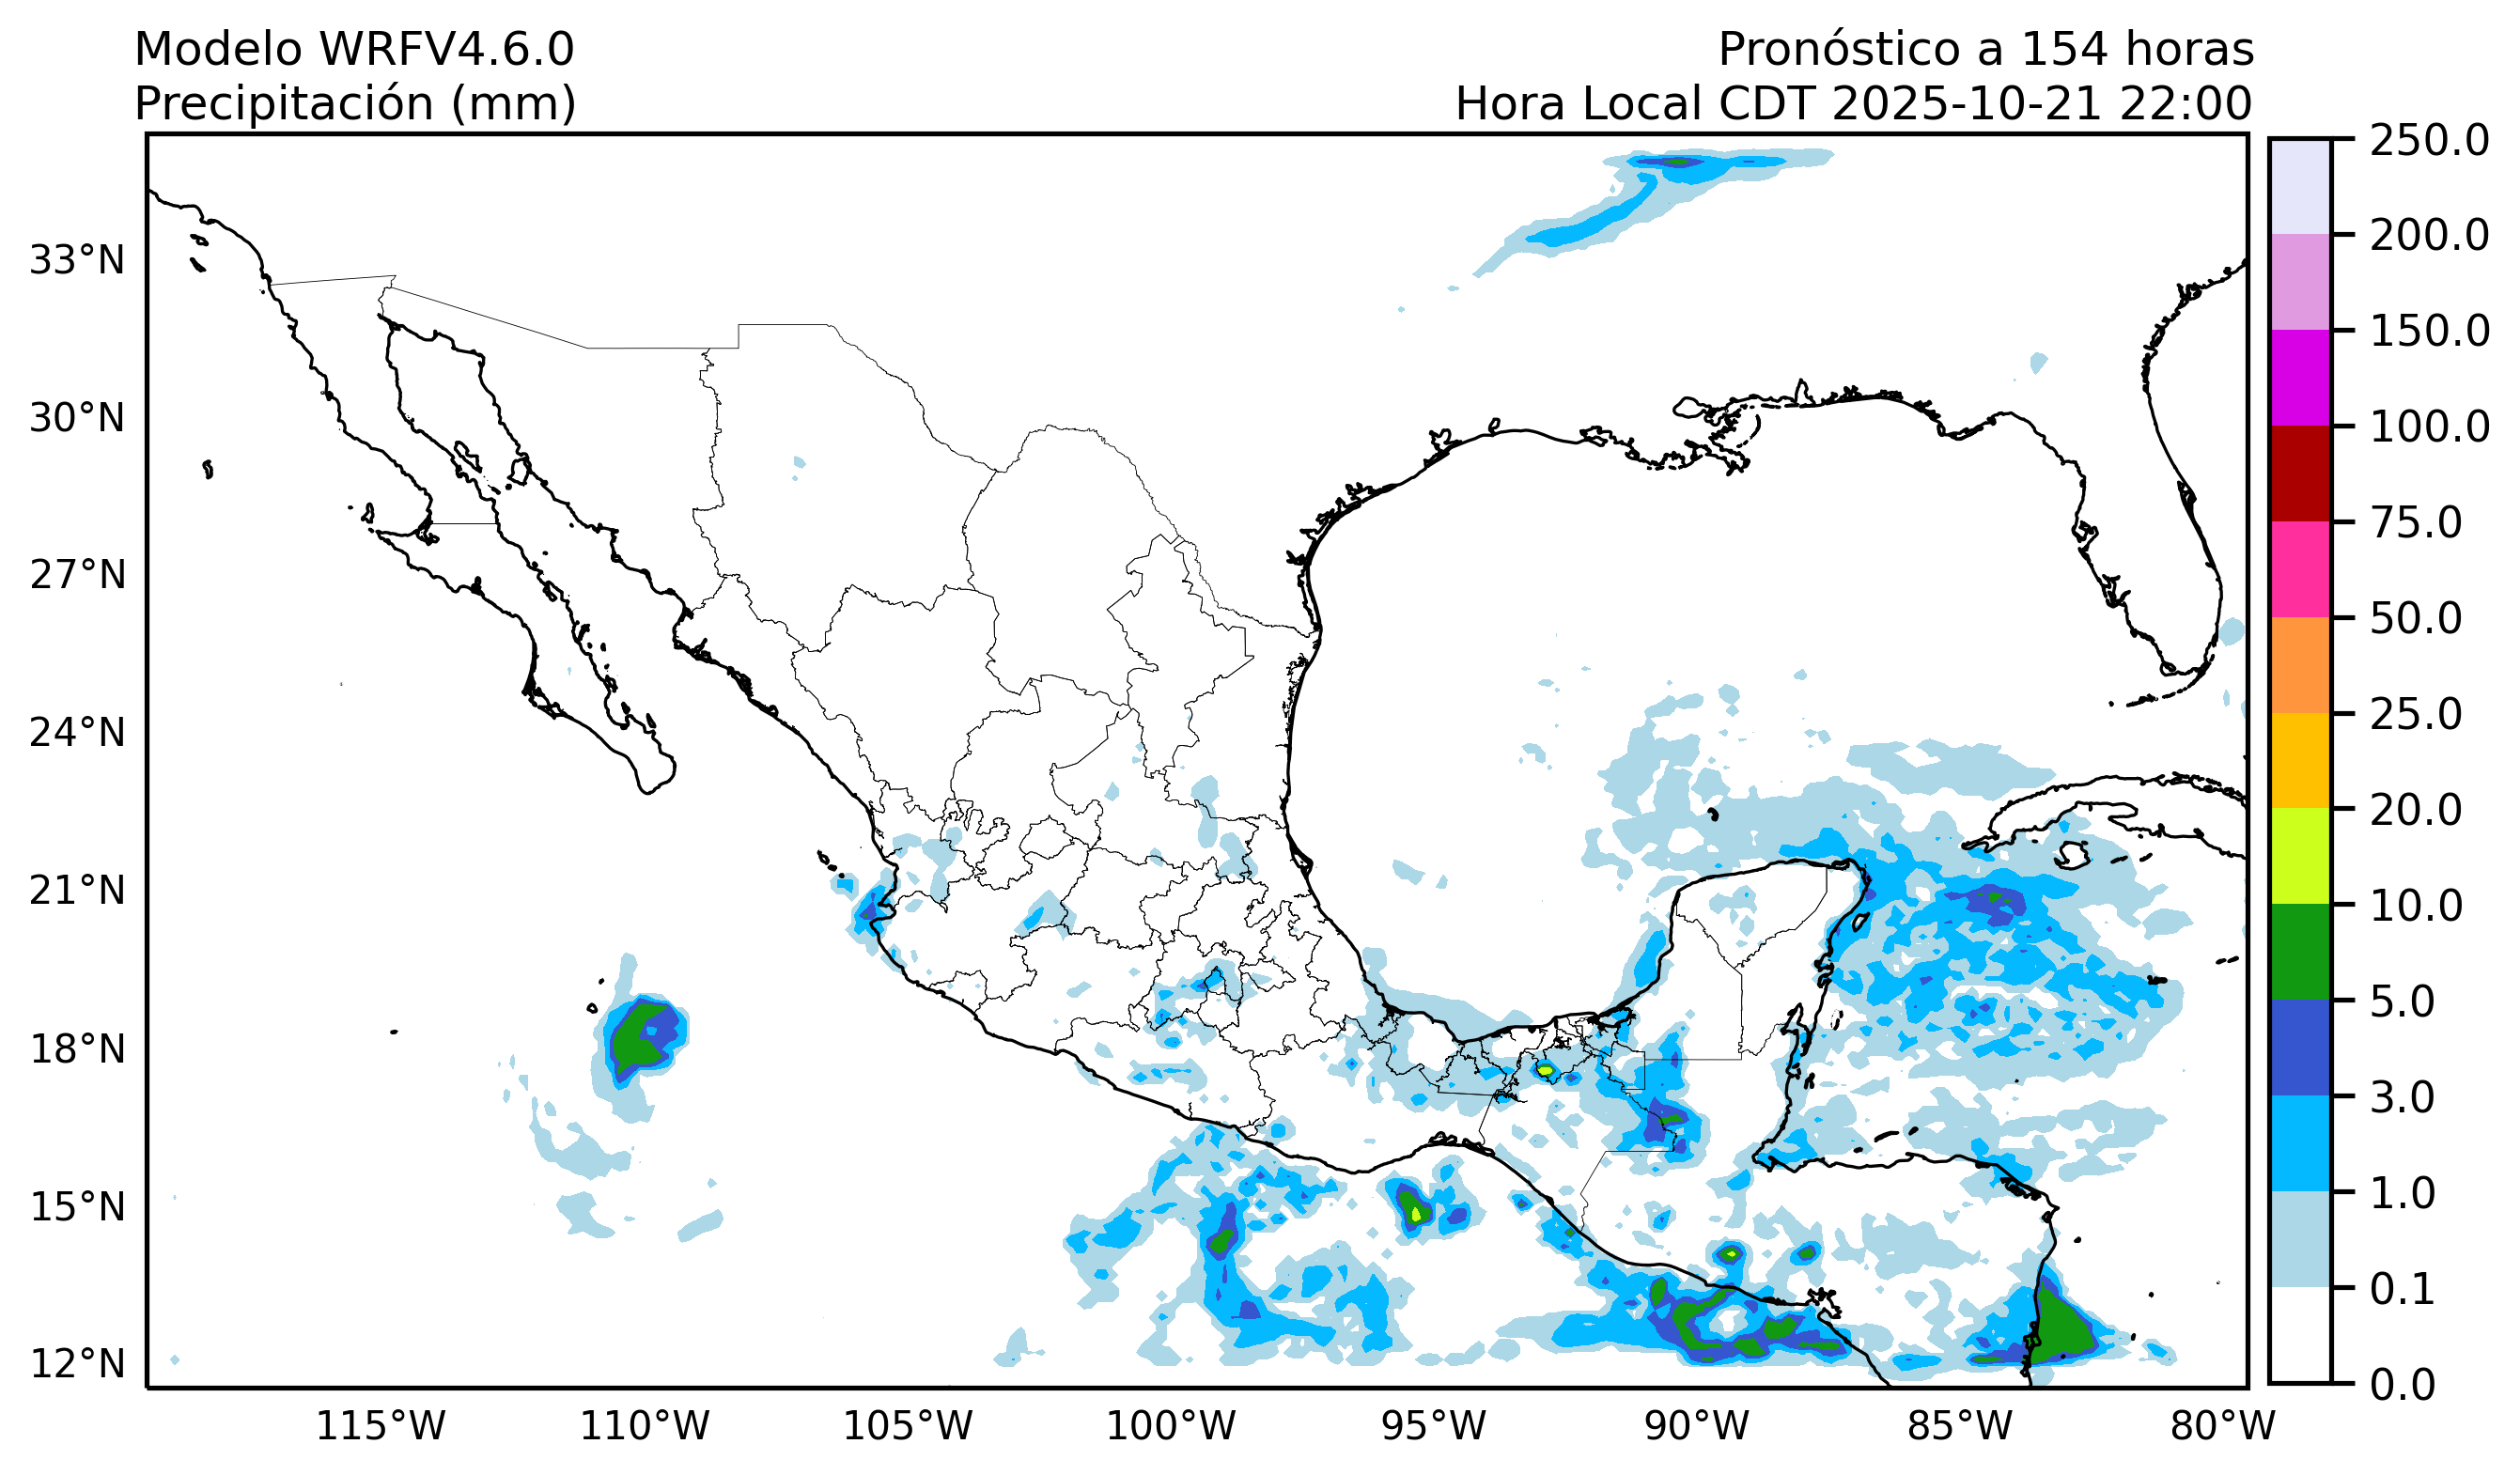 Modelo WRFV4.6.0
Precipitación (mm)
Pronóstico a 154 horas
Hora Local CDT 2025-10-21 22:00
33°N
30°N
27°N
24°N
21°N
18°N
15°N
12°N
115°W
110°W
105°W
100°W
95°W
90°W
85°W
80°W
250.0
200.0
150.0
100.0
75.0
50.0
25.0
20.0
10.0
5.0
3.0
1.0
0.1
0.0